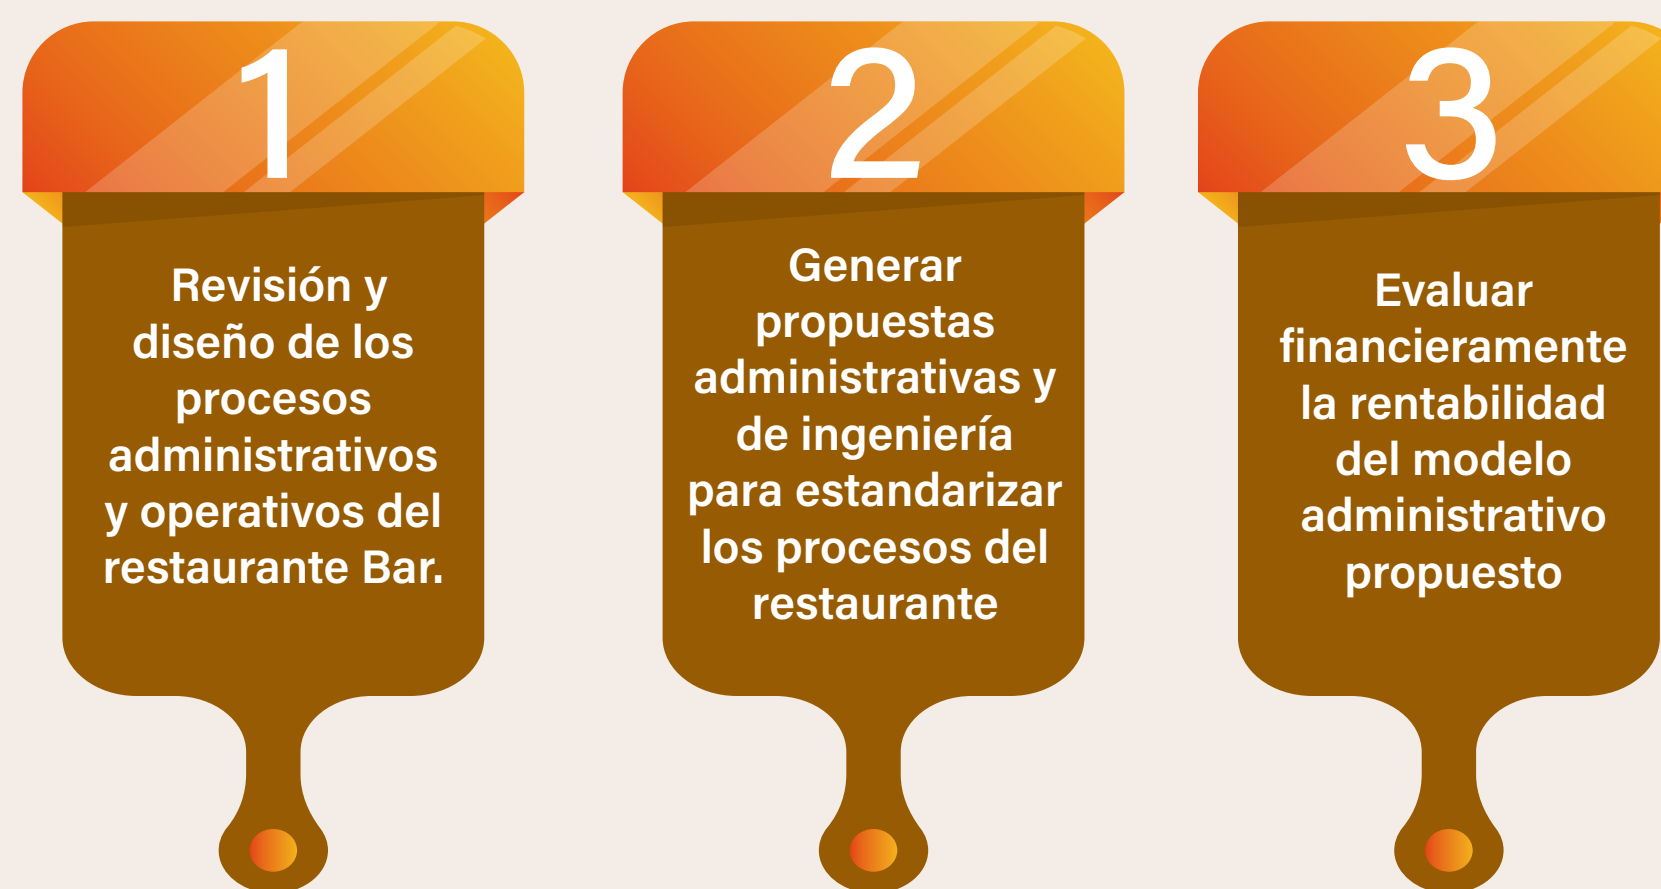 1
Revisión y
diseño de los
procesos
administrativos
y operativos del
restaurante Bar.
2
Generar
propuestas
administrativas y
de ingeniería
para estandarizar
los procesos del
restaurante
3
Evaluar
financieramente
la rentabilidad
del modelo
administrativo
propuesto